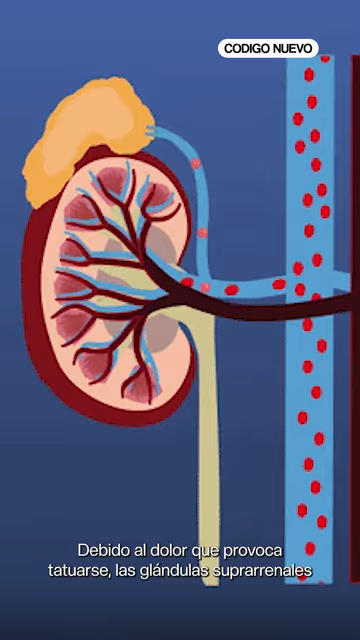 CODIGO NUEVO
Debido al dolor que provoca
tatuarse, las glándulas suprarrenales